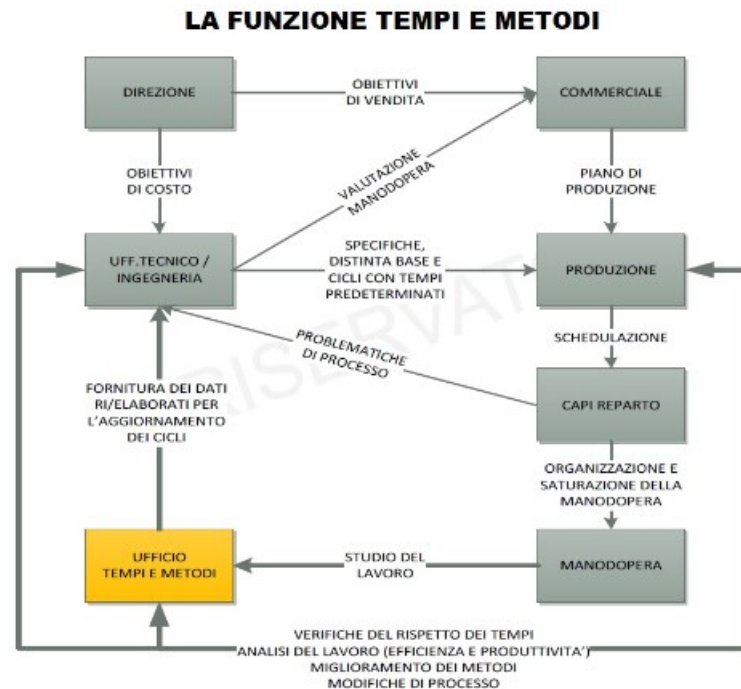 LA FUNZIONE TEMPI E METODI
DIREZIONE
OBIETTIVI
DI VENDITA
COMMERCIALE
OBIETTIVI
DI COSTO
VALUTAZIONE
MANODOPERA
PIANO DI
PRODUZIONE
UFF.TECNICO /
INGEGNERIA
SPECIFICHE,
DISTINTA BASE E
CICLI CON TEMPI
PREDETERMINATI
PRODUZIONE
RISERVAT
PROBLEMATICHE
DI PROCESSO
SCHEDULAZIONE
FORNITURA DEI DATI
RI/ELABORATI PER
L'AGGIORNAMENTO
DEI CICLI
CAPI REPARTO
ORGANIZZAZIONE E
SATURAZIONE DELLA
MANODOPERA
UFFICIO
TEMPI E METODI
STUDIO DEL
LAVORO
MANODOPERA
VERIFICHE DEL RISPETTO DEI TEMPI
ANALISI DEL LAVORO (EFFICIENZA E PRODUTTIVITA')
MIGLIORAMENTO DEI METODI
MODIFICHE DI PROCESSO